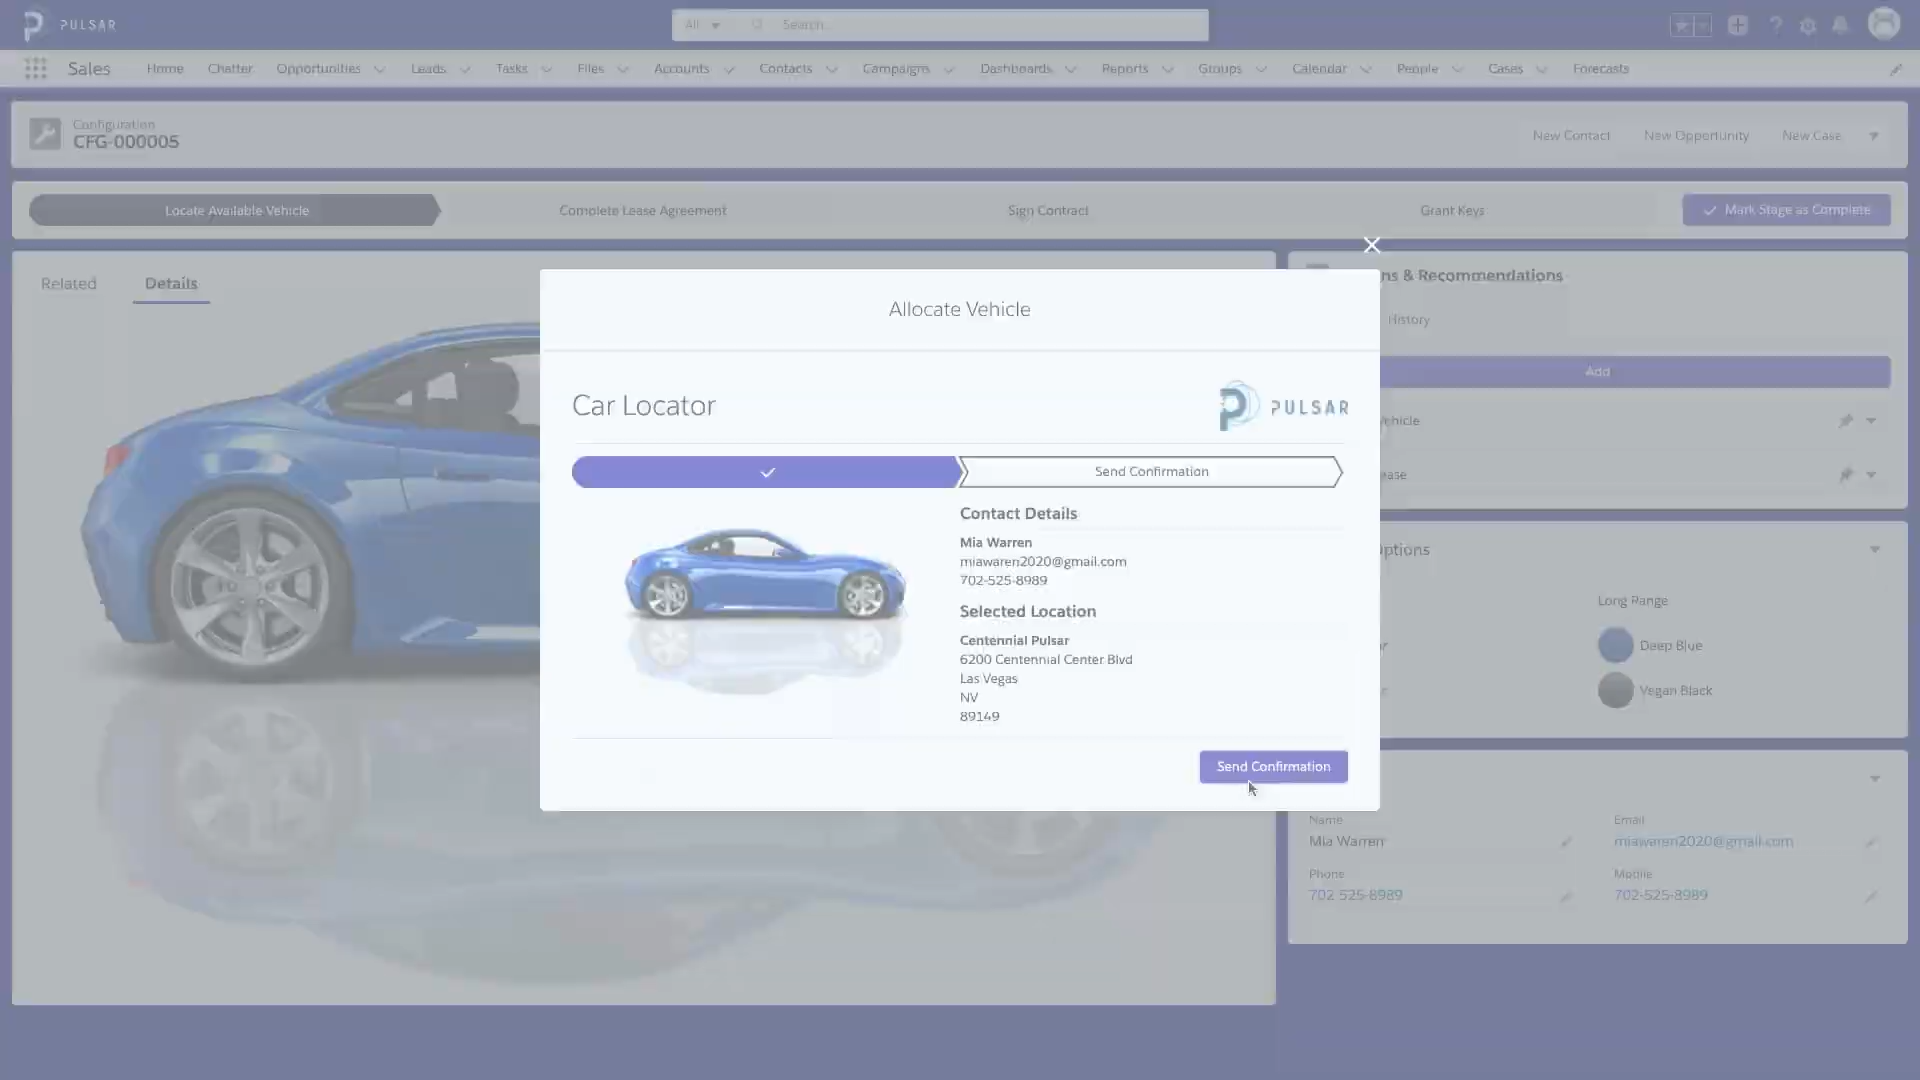 PULSAR
All
Search...
Sales
Home
Chatter
Opportunities
Leads
Tasks
Files
Accounts
Contacts
Campaigns
Dashboards
Reports
Groups
Calendar
People
Cases
Forecasts
Configuration
CFG-000005
New Contact
New Opportunity
New Case
Locate Available Vehicle
Complete Lease Agreement
Sign Contract
Grant Keys
Mark Stage as Complete
Related
Details
& Recommendations
History
Add
Allocate Vehicle
Car Locator
PULSAR
Send Confirmation
Contact Details
Mia Warren
miawaren2020@gmail.com
702-525-8989
Selected Location
Centennial Pulsar
6200 Centennial Center Blvd
Las Vegas
NV
89149
Send Confirmation
Long Range
Deep Blue
Vegan Black
Name
Mia Warren
Email
miawaren2020@gmail.com
Phone
702 525-8989
Mobile
702-525-8989